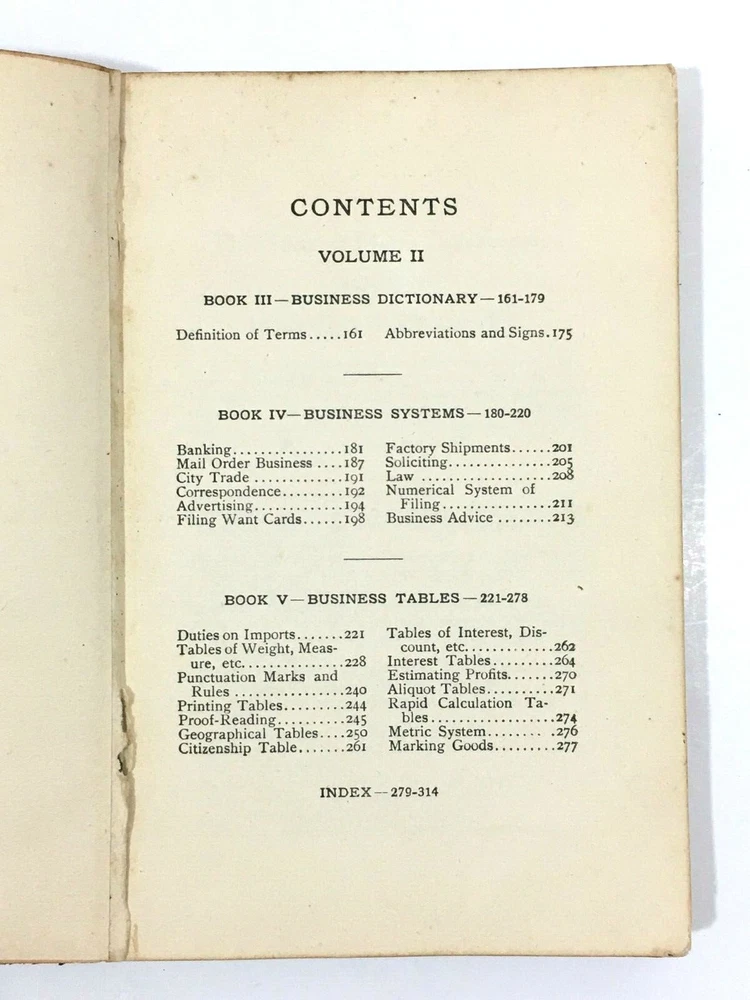 CONTENTS
VOLUME II
BOOK III—BUSINESS DICTIONARY—161-179
Definition of Terms.....161
Abbreviations and Signs.175
BOOK IV—BUSINESS SYSTEMS—180-220
Banking................181
Mail Order Business ....187
City Trade .............191
Correspondence.........192
Advertising.............194
Filing Want Cards......198
Factory Shipments......201
Soliciting...............205
Law ...................208
Numerical System of
Filing................211
Business Advice ........213
BOOK V—BUSINESS TABLES—221-278
Duties on Imports.......221
Tables of Weight, Meas-
ure, etc..............228
Punctuation Marks and
Rules ................240
Printing Tables.........244
Proof-Reading..........245
Geographical Tables....250
Citizenship Table.......261
Tables of Interest, Dis-
count, etc.............262
Interest Tables.........264
Estimating Profits.......270
Aliquot Tables..........271
Rapid Calculation Ta-
bles..................274
Metric System........ .276
Marking Goods.........277
INDEX—279-314